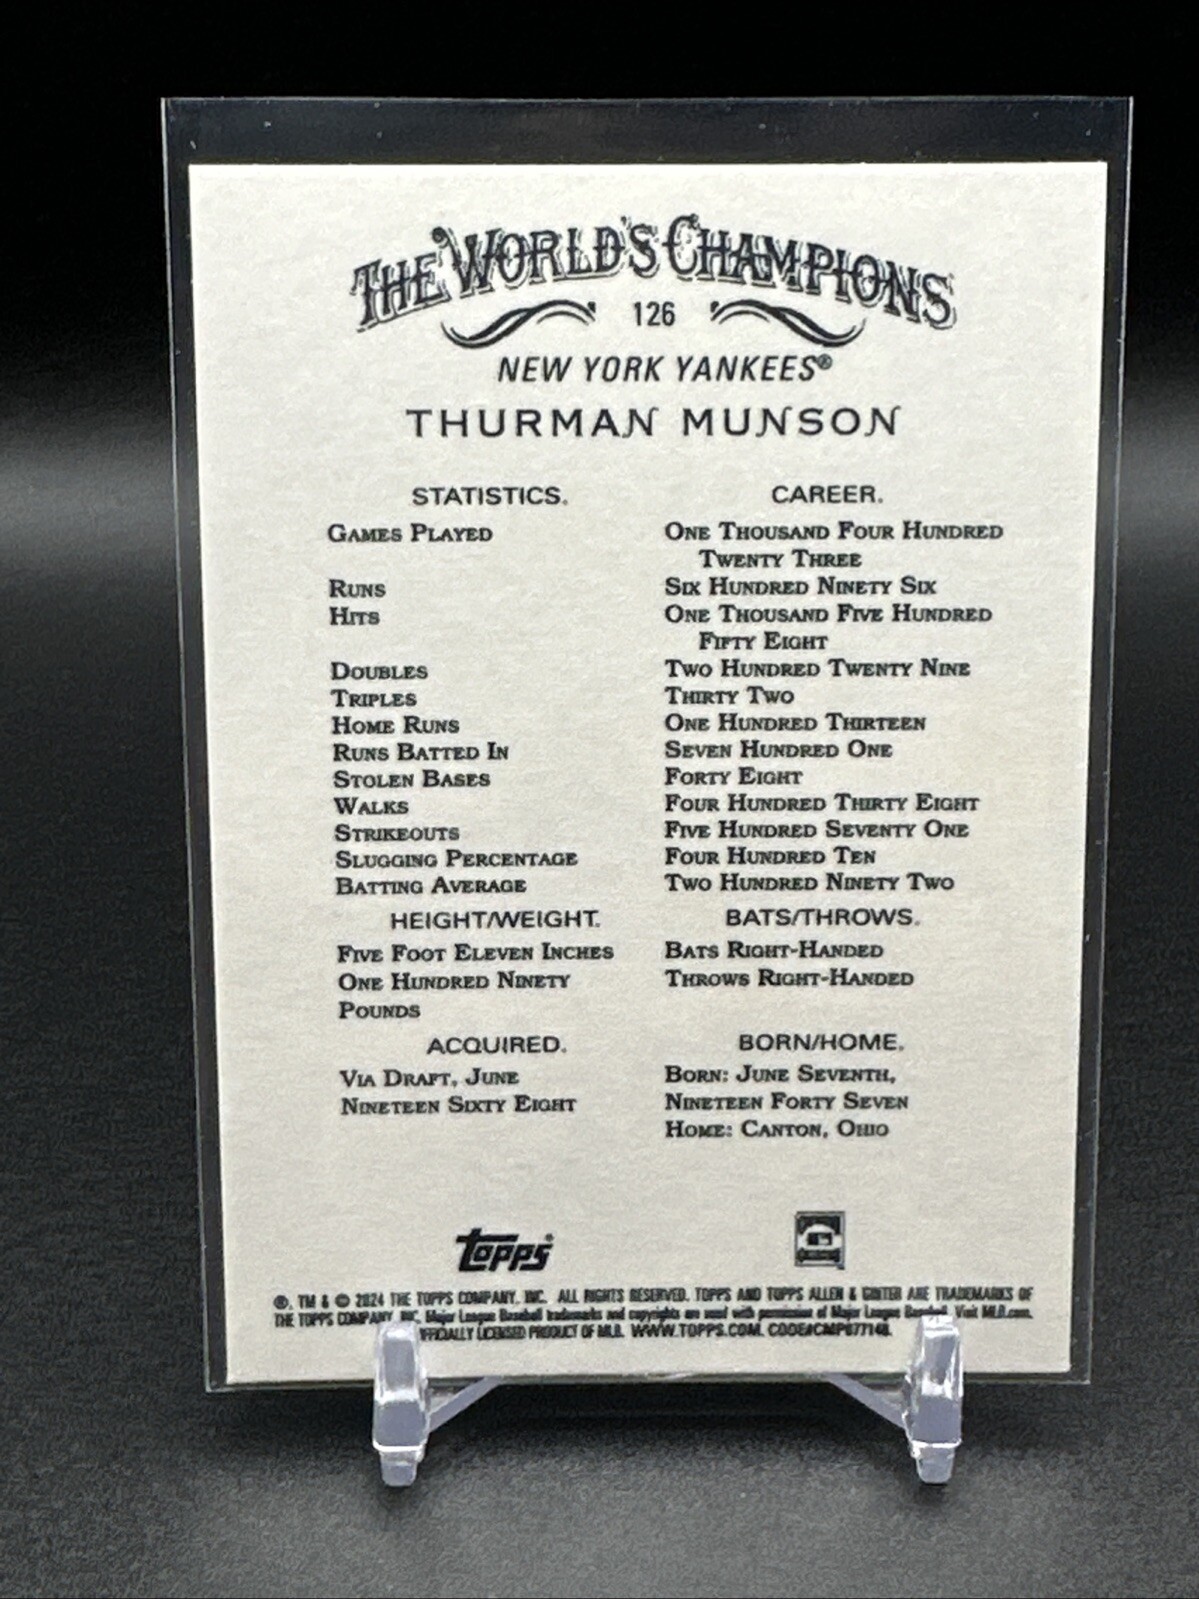 THE WORLD'S CHAMPIONS
126
NEW YORK YANKEES®
THURMAN MUNSON
STATISTICS.
CAREER.
GAMES PLAYED
ONE THOUSAND FOUR HUNDRED
TWENTY THREE
RUNS
SIX HUNDRED NINETY SIX
HITS
ONE THOUSAND FIVE HUNDRED
FIFTY EIGHT
DOUBLES
TWO HUNDRED TWENTY NINE
TRIPLES
THIRTY TWO
HOME RUNS
ONE HUNDRED THIRTEEN
RUNS BATTED IN
SEVEN HUNDRED ONE
STOLEN BASES
FORTY EIGHT
WALKS
FOUR HUNDRED THIRTY EIGHT
STRIKEOUTS
FIVE HUNDRED SEVENTY ONE
SLUGGING PERCENTAGE
FOUR HUNDRED TEN
BATTING AVERAGE
TWO HUNDRED NINETY TWO
HEIGHT/WEIGHT.
BATS/THROWS.
FIVE FOOT ELEVEN INCHES
BATS RIGHT-HANDED
ONE HUNDRED NINETY
THROWS RIGHT-HANDED
POUNDS
ACQUIRED.
BORN/HOME.
VIA DRAFT, JUNE
BORN: JUNE SEVENTH,
NINETEEN SIXTY EIGHT
NINETEEN FORTY SEVEN
HOME: CANTON, OHIO
topps®
®, TM & © 2024 THE TOPPS COMPANY, INC. ALL RIGHTS RESERVED. TOPPS AND TOPPS ALLEN & GINTER ARE TRADEMARKS OF
THE TOPPS COMPANY, INC. Major League Baseball trademarks and copyrights are used with permission of Major League Baseball. Visit MLB.com.
OFFICIALLY LICENSED PRODUCT OF MLB. WWW.TOPPS.COM. CODE#CMP077148.